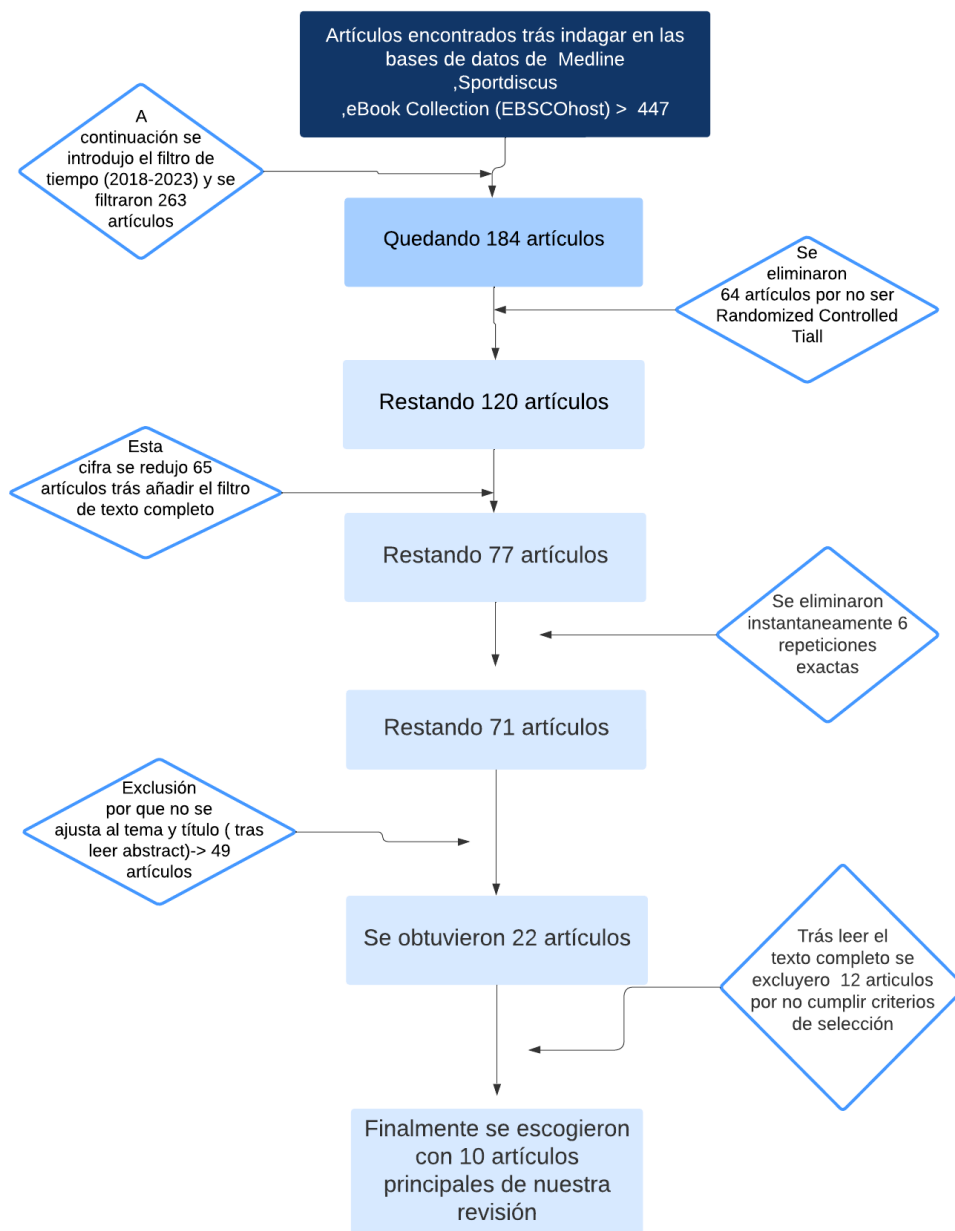 Artículos encontrados trás indagar en las
bases de datos de Medline
,Sportdiscus
,eBook Collection (EBSCOhost) > 447
A
continuación se
introdujo el filtro de
tiempo (2018-2023) y se
filtraron 263
artículos
Quedando 184 artículos
Se
eliminaron
64 artículos por no ser
Randomized Controlled
Tiall
Restando 120 artículos
Esta
cifra se redujo 65
artículos trás añadir el filtro
de texto completo
Restando 77 artículos
Se eliminaron
instantaneamente 6
repeticiones
exactas
Restando 71 artículos
Exclusión
por que no se
ajusta al tema y título ( tras
leer abstract)-> 49
artículos
Se obtuvieron 22 artículos
Trás leer el
texto completo se
excluyero 12 articulos
por no cumplir criterios
de selección
Finalmente se escogieron
con 10 artículos
principales de nuestra
revisión